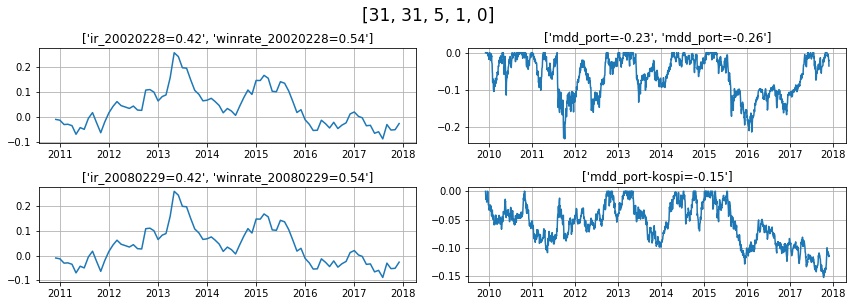 [31, 31, 5, 1, 0]
['ir_20020228=0.42', 'winrate_20020228=0.54']
0.2
0.1
0.0
−0.1
2011 2012 2013 2014 2015 2016 2017 2018
['mdd_port=-0.23', 'mdd_port=-0.26']
0.0
−0.1
−0.2
2010 2011 2012 2013 2014 2015 2016 2017 2018
['ir_20080229=0.42', 'winrate_20080229=0.54']
0.2
0.1
0.0
−0.1
2011 2012 2013 2014 2015 2016 2017 2018
['mdd_port-kospi=-0.15']
0.00
−0.05
−0.10
−0.15
2010 2011 2012 2013 2014 2015 2016 2017 2018